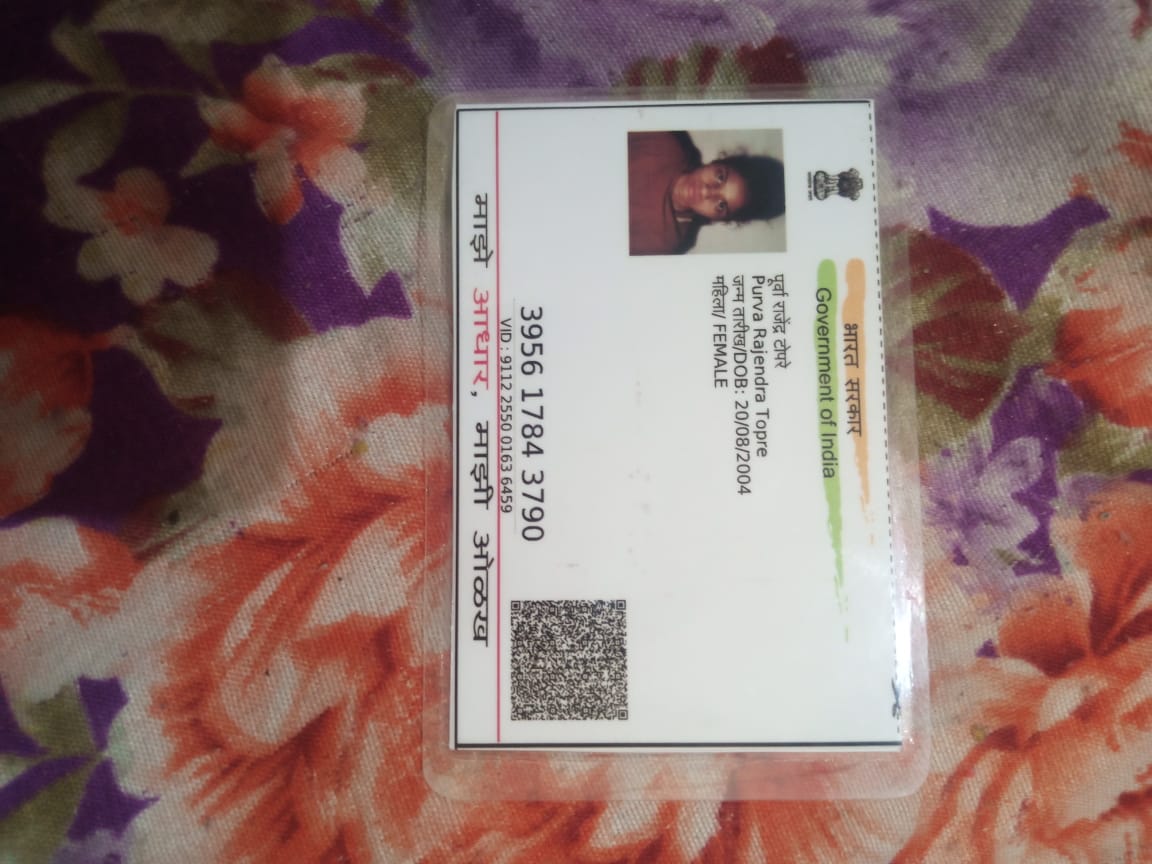 भारत सरकार
Government of India
पूर्वा राजेंद्र टोपरे
Purva Rajendra Topre
जन्म तारीख/DOB: 20/08/2004
महिला/ FEMALE
3956 1784 3790
VID : 9112 2550 0163 6459
माझे आधार, माझी ओळख